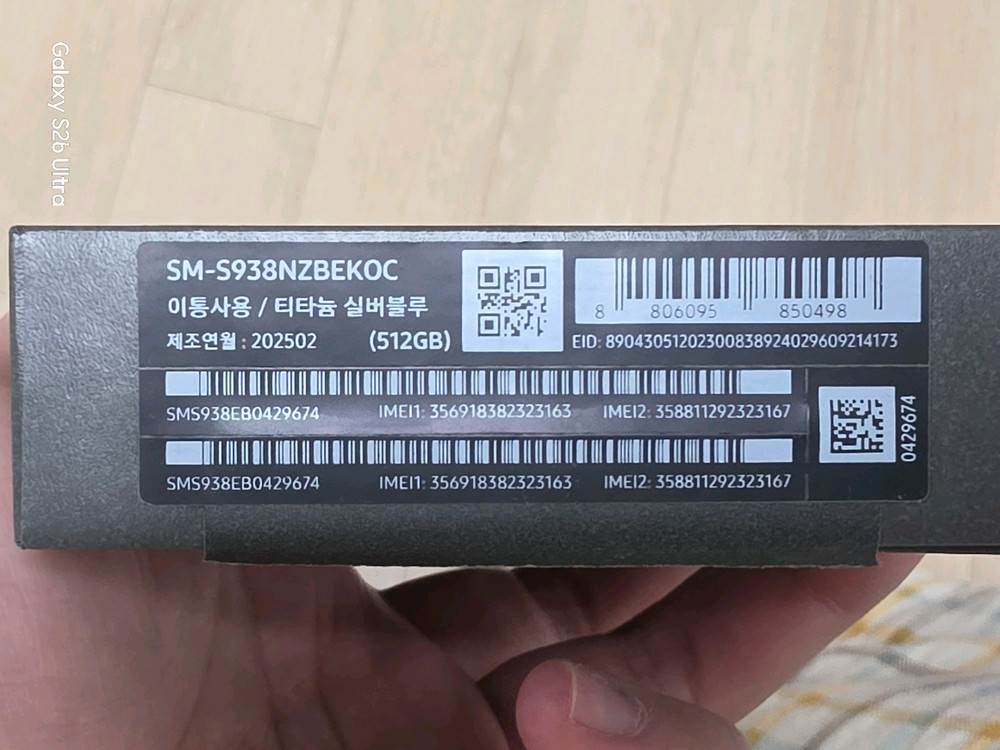 Galaxy S26 Ultra
SM-S938NZBEKOC
이통사용 / 티타늄 실버블루
제조연월 : 202502 (512GB)
8 806095 850498
EID: 89043051202300838924029609214173
SMS938EB0429674 IMEI1: 356918382323163 IMEI2: 358811292323167
SMS938EB0429674 IMEI1: 356918382323163 IMEI2: 358811292323167
0429674